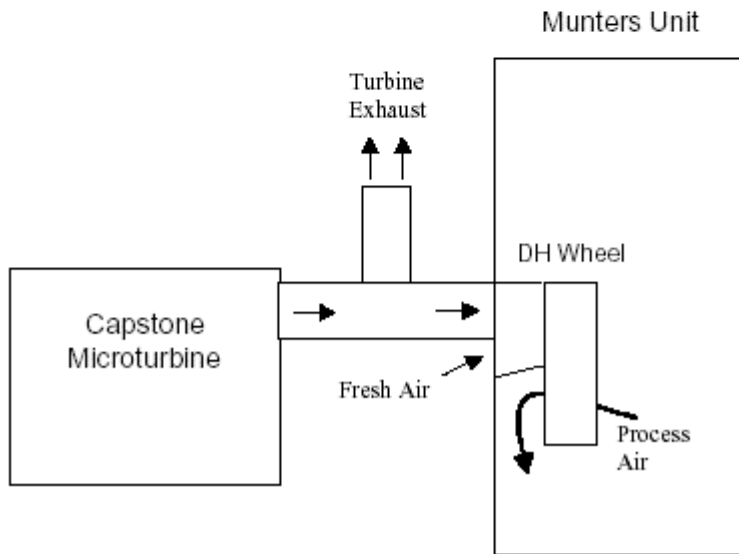 Munters Unit
Turbine
Exhaust
DH Wheel
Capstone
Microturbine
Fresh Air
Process
Air